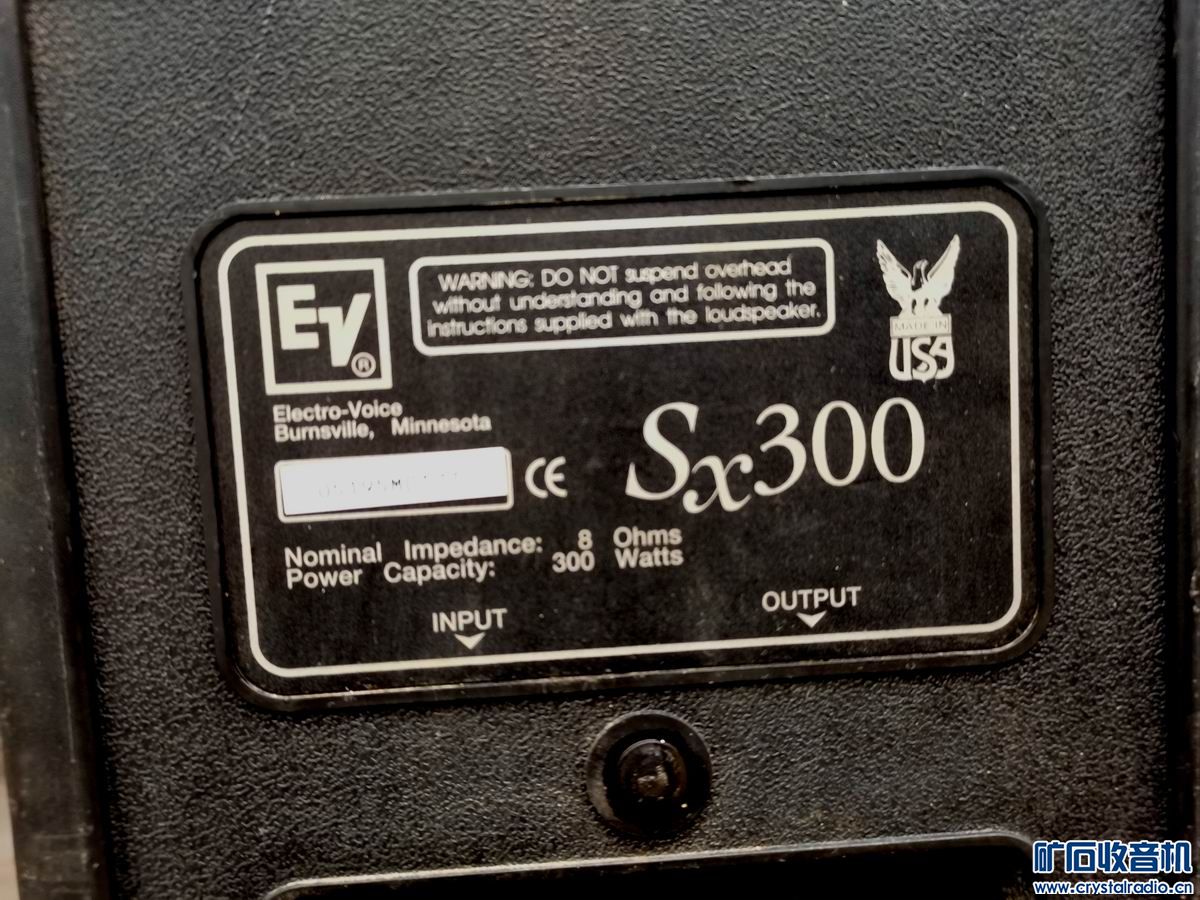 EV®
WARNING: DO NOT suspend overhead
without understanding and following the
instructions supplied with the loudspeaker.
MADE IN
USA
Electro-Voice
Burnsville, Minnesota
CE
Sx300
Nominal Impedance: 8 Ohms
Power Capacity: 300 Watts
INPUT
OUTPUT
矿石收音机
www.crystalradio.cn